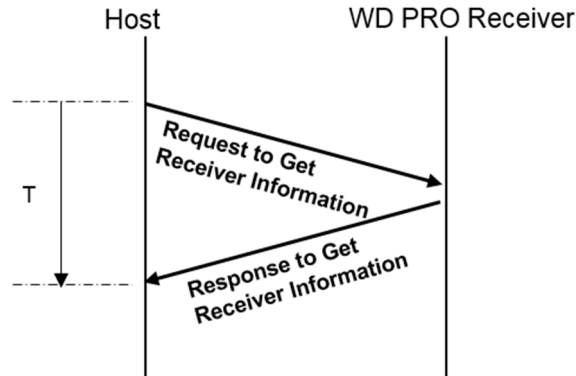 Host
WD PRO Receiver
Request to Get
Receiver Information
T
Response to Get
Receiver Information